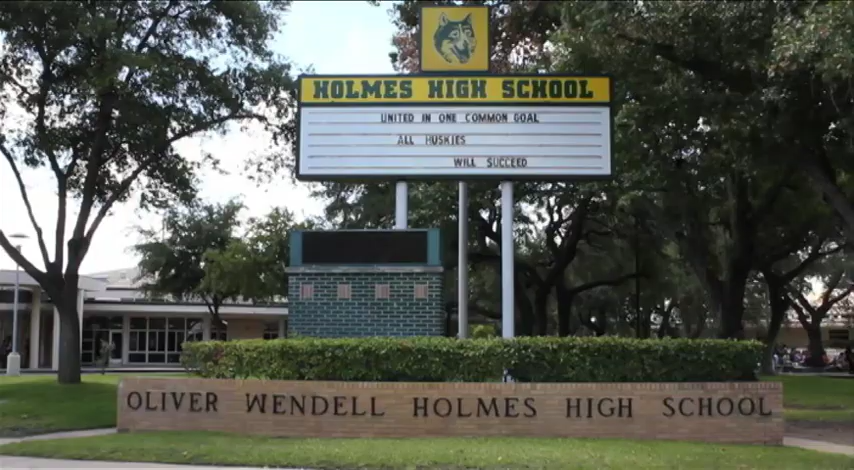 HOLMES HIGH SCHOOL
UNITED IN ONE COMMON GOAL
ALL HUSKIES
WILL SUCCEED
OLIVER WENDELL HOLMES HIGH SCHOOL